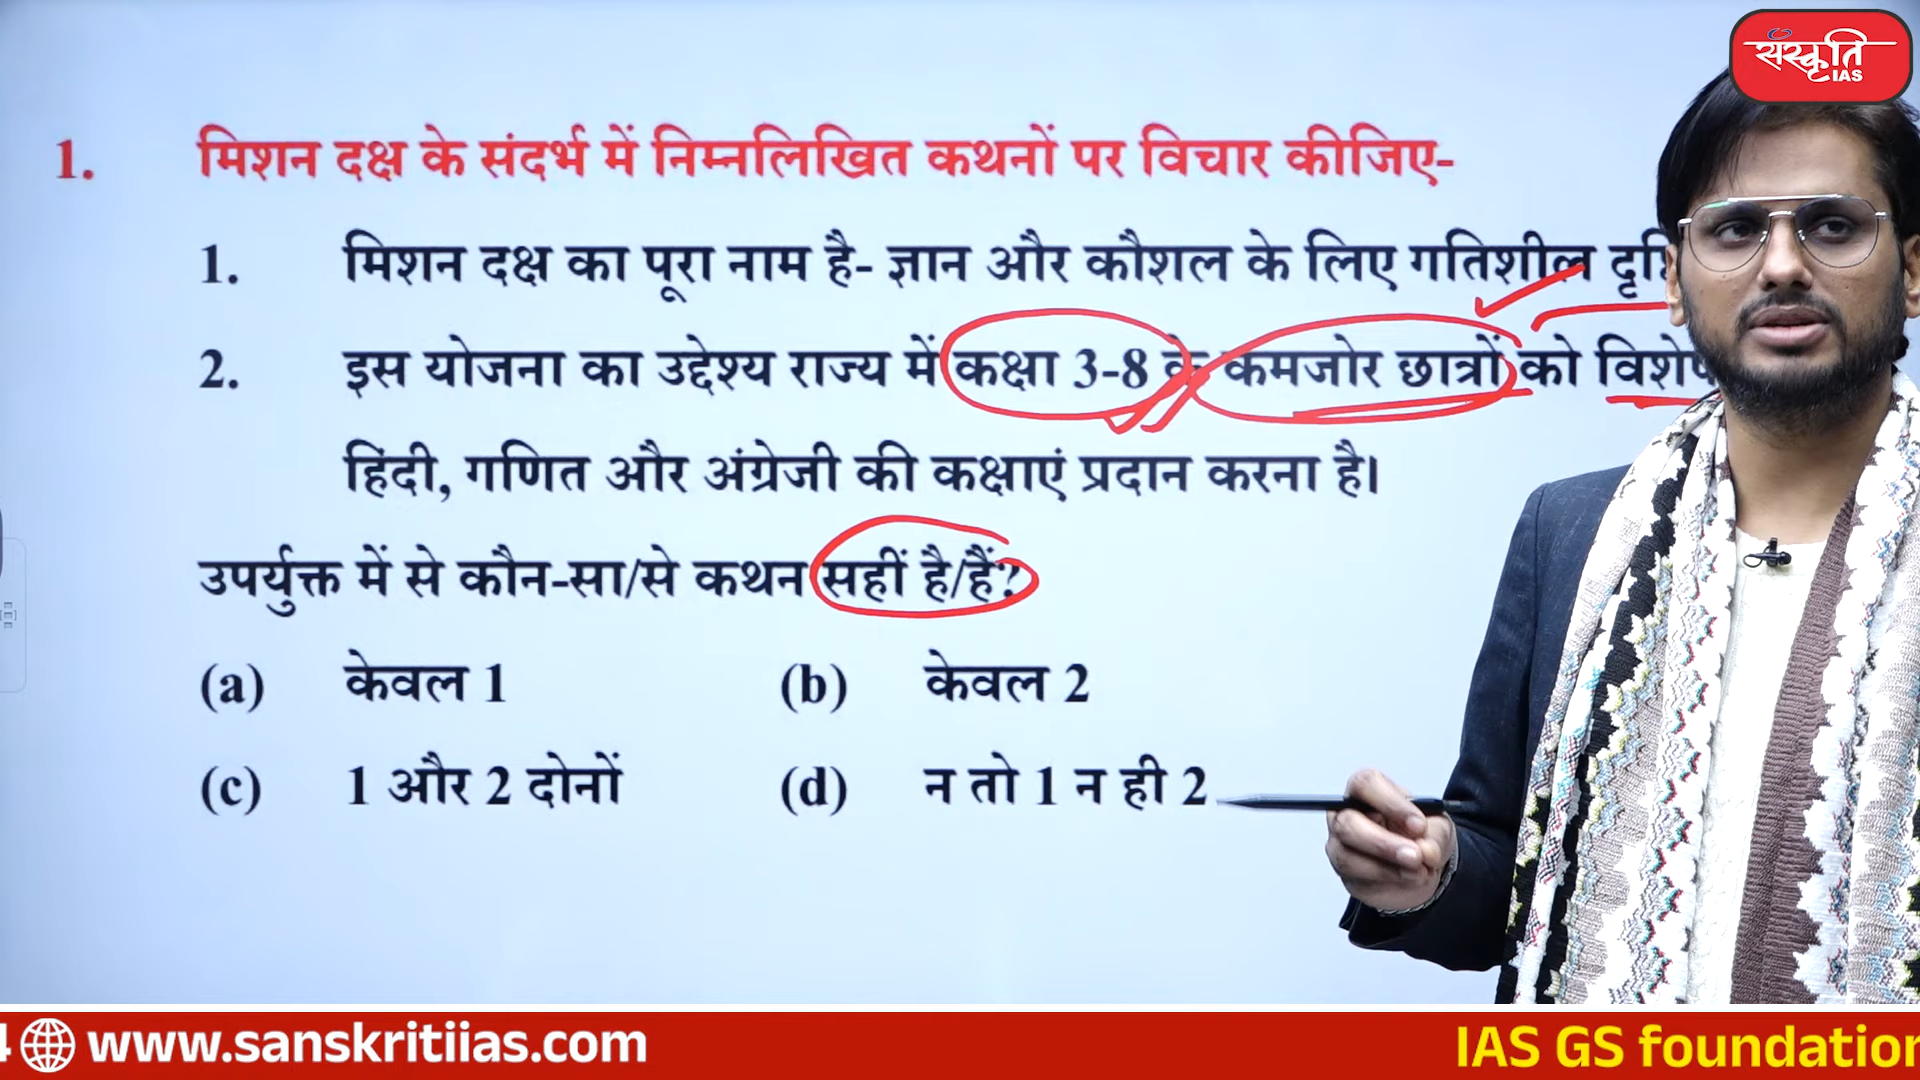 संस्कृति
IAS
1. मिशन दक्ष के संदर्भ में निम्नलिखित कथनों पर विचार कीजिए-
1. मिशन दक्ष का पूरा नाम है- ज्ञान और कौशल के लिए गतिशील
2. इस योजना का उद्देश्य राज्य में कक्षा 3-8 के कमजोर छात्रों को
हिंदी, गणित और अंग्रेजी की कक्षाएं प्रदान करना है।
उपर्युक्त में से कौन-सा/से कथन सहीं है/हैं?
(a) केवल 1 (b) केवल 2
(c) 1 और 2 दोनों (d) न तो 1 न ही 2
4 www.sanskritiias.com IAS GS foundation